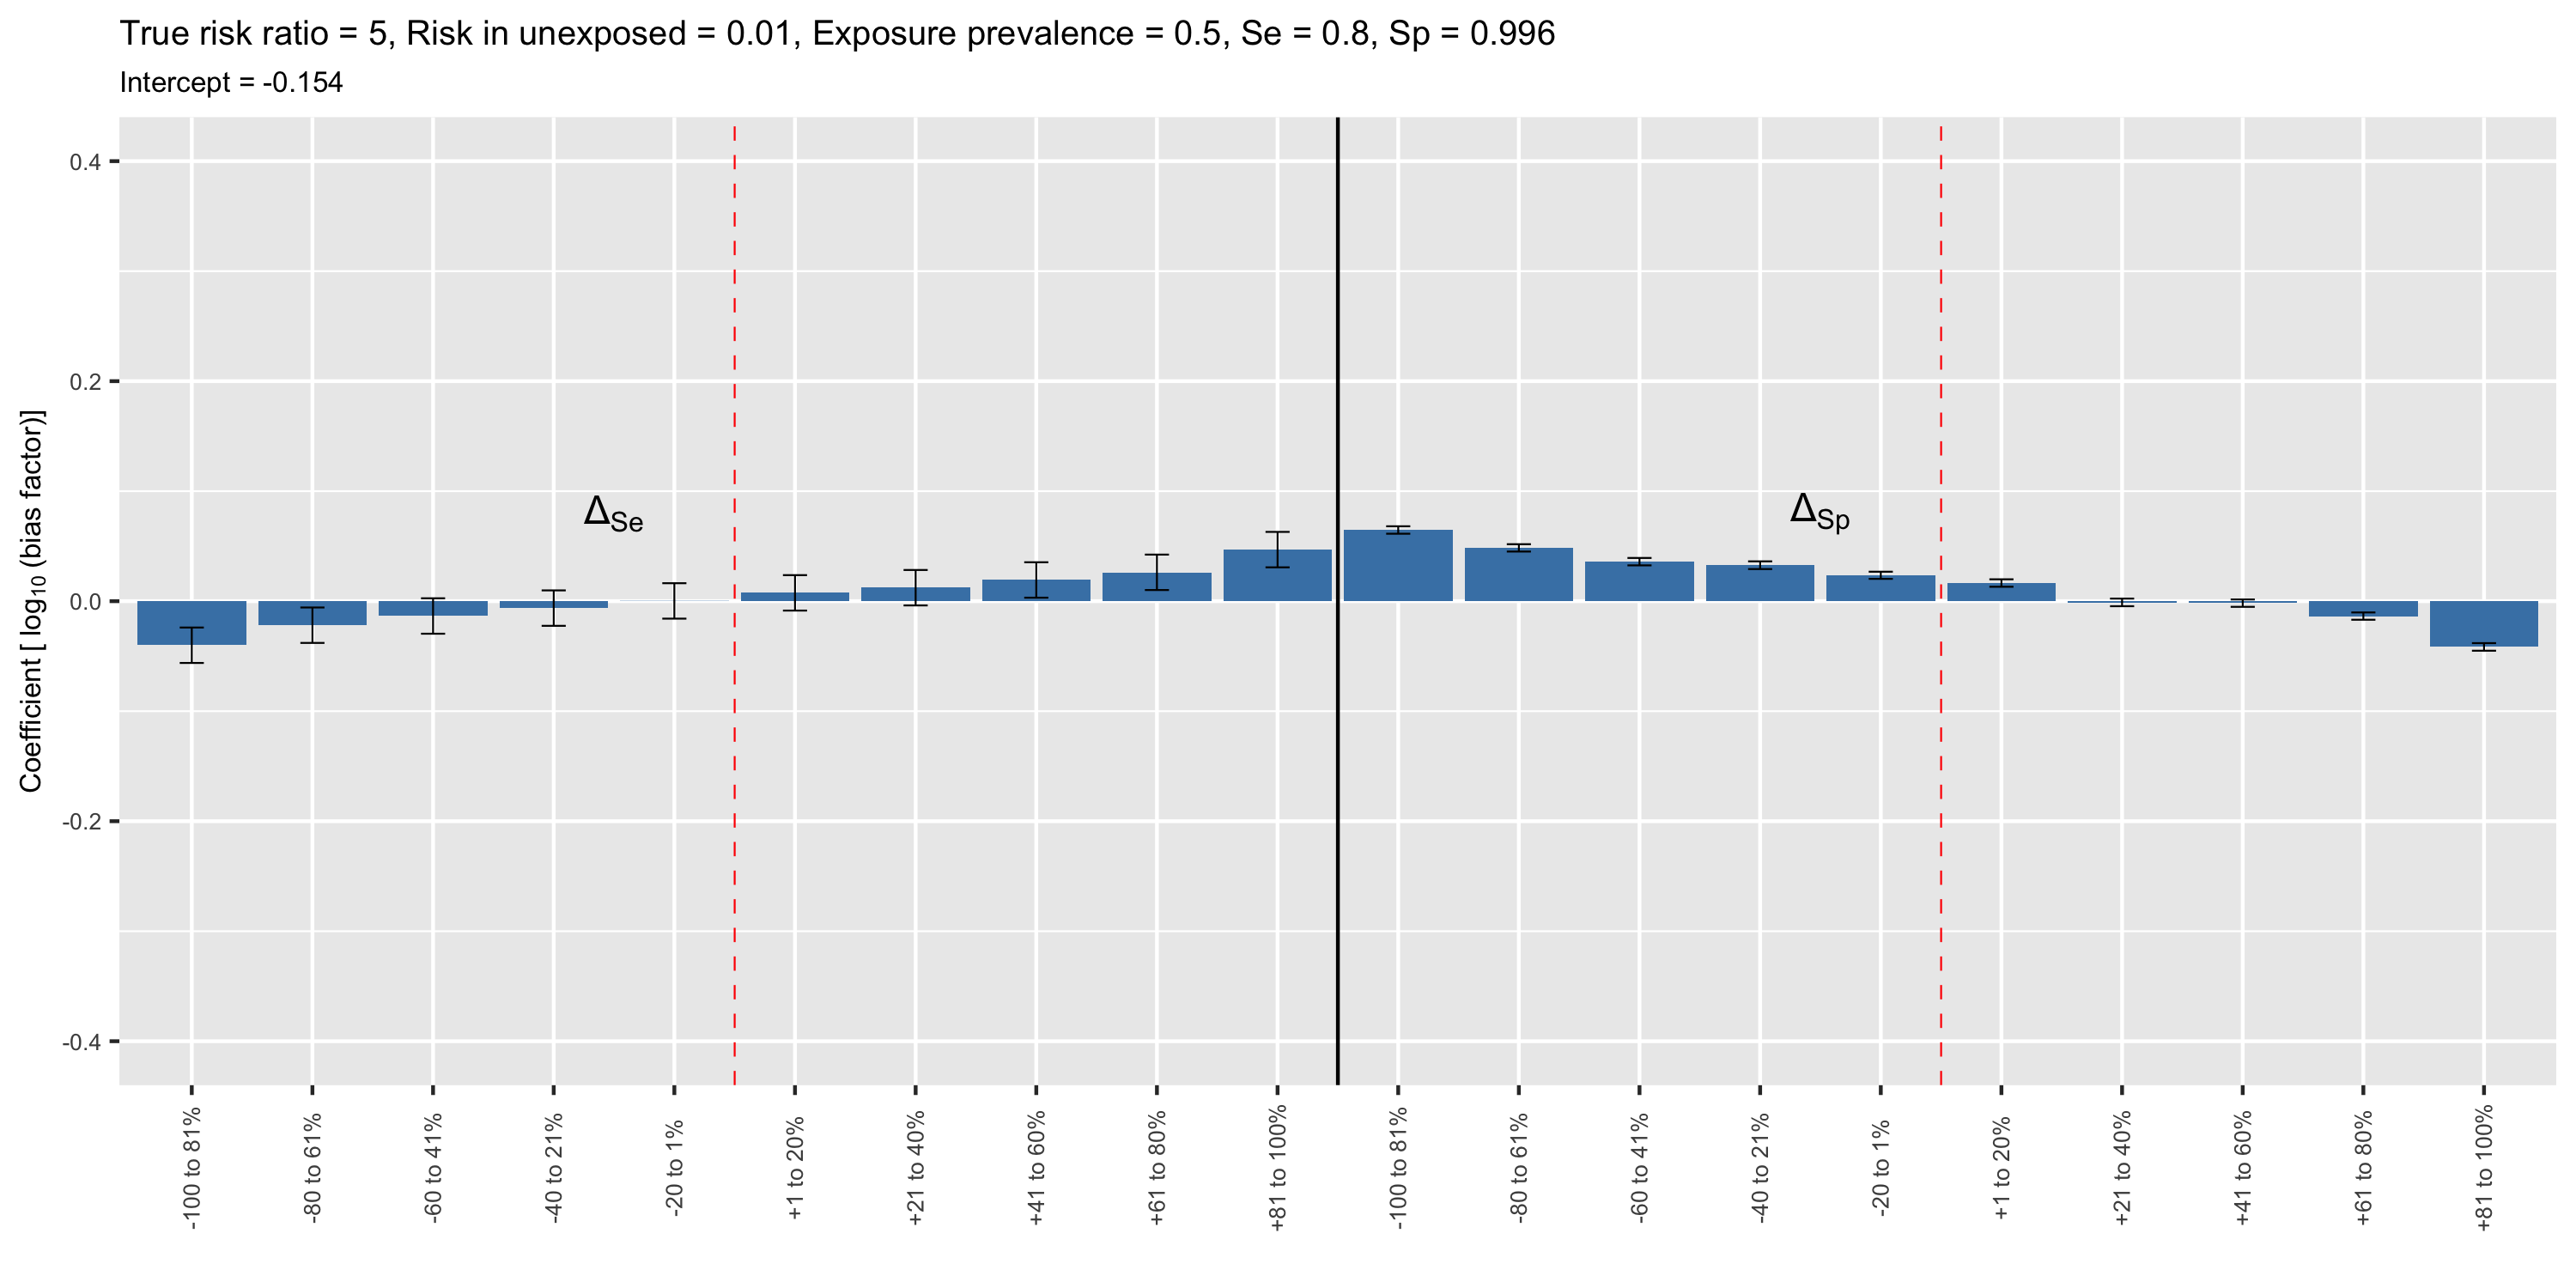 True risk ratio = 5, Risk in unexposed = 0.01, Exposure prevalence = 0.5, Se = 0.8, Sp = 0.996
Intercept = -0.154
Coefficient [ log10 (bias factor)]
0.4
0.2
0.0
-0.2
-0.4
ΔSe
ΔSp
-100 to 81%
-80 to 61%
-60 to 41%
-40 to 21%
-20 to 1%
+1 to 20%
+21 to 40%
+41 to 60%
+61 to 80%
+81 to 100%
-100 to 81%
-80 to 61%
-60 to 41%
-40 to 21%
-20 to 1%
+1 to 20%
+21 to 40%
+41 to 60%
+61 to 80%
+81 to 100%